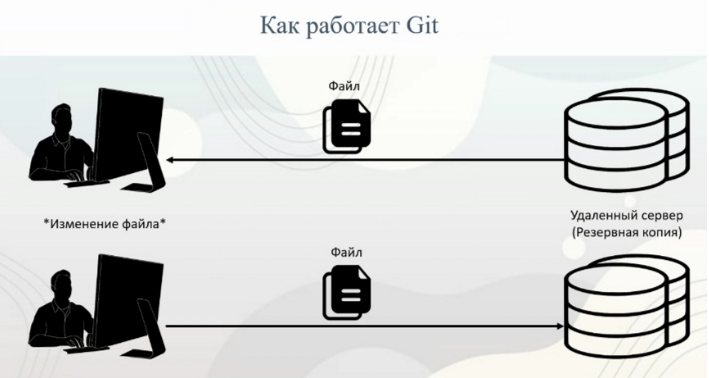 Как работает Git
Файл
*Изменение файла*
Удаленный сервер
(Резервная копия)
Файл